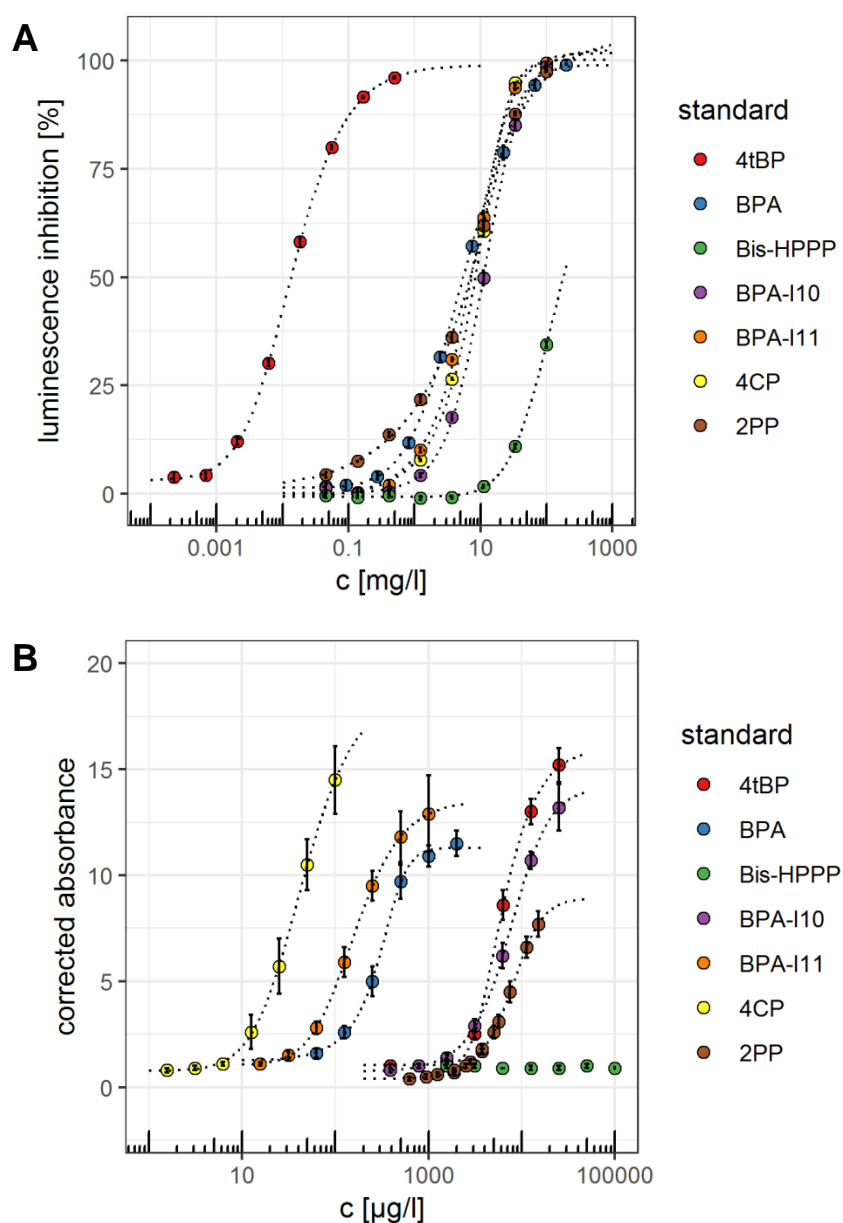 A
100
75
50
25
0
luminescence inhibition [%]
0.001
0.1
10
1000
c [mg/l]
standard
4tBP
BPA
Bis-HPPP
BPA-I10
BPA-I11
4CP
2PP
B
20
15
10
5
0
corrected absorbance
10
1000
100000
c [µg/l]
standard
4tBP
BPA
Bis-HPPP
BPA-I10
BPA-I11
4CP
2PP